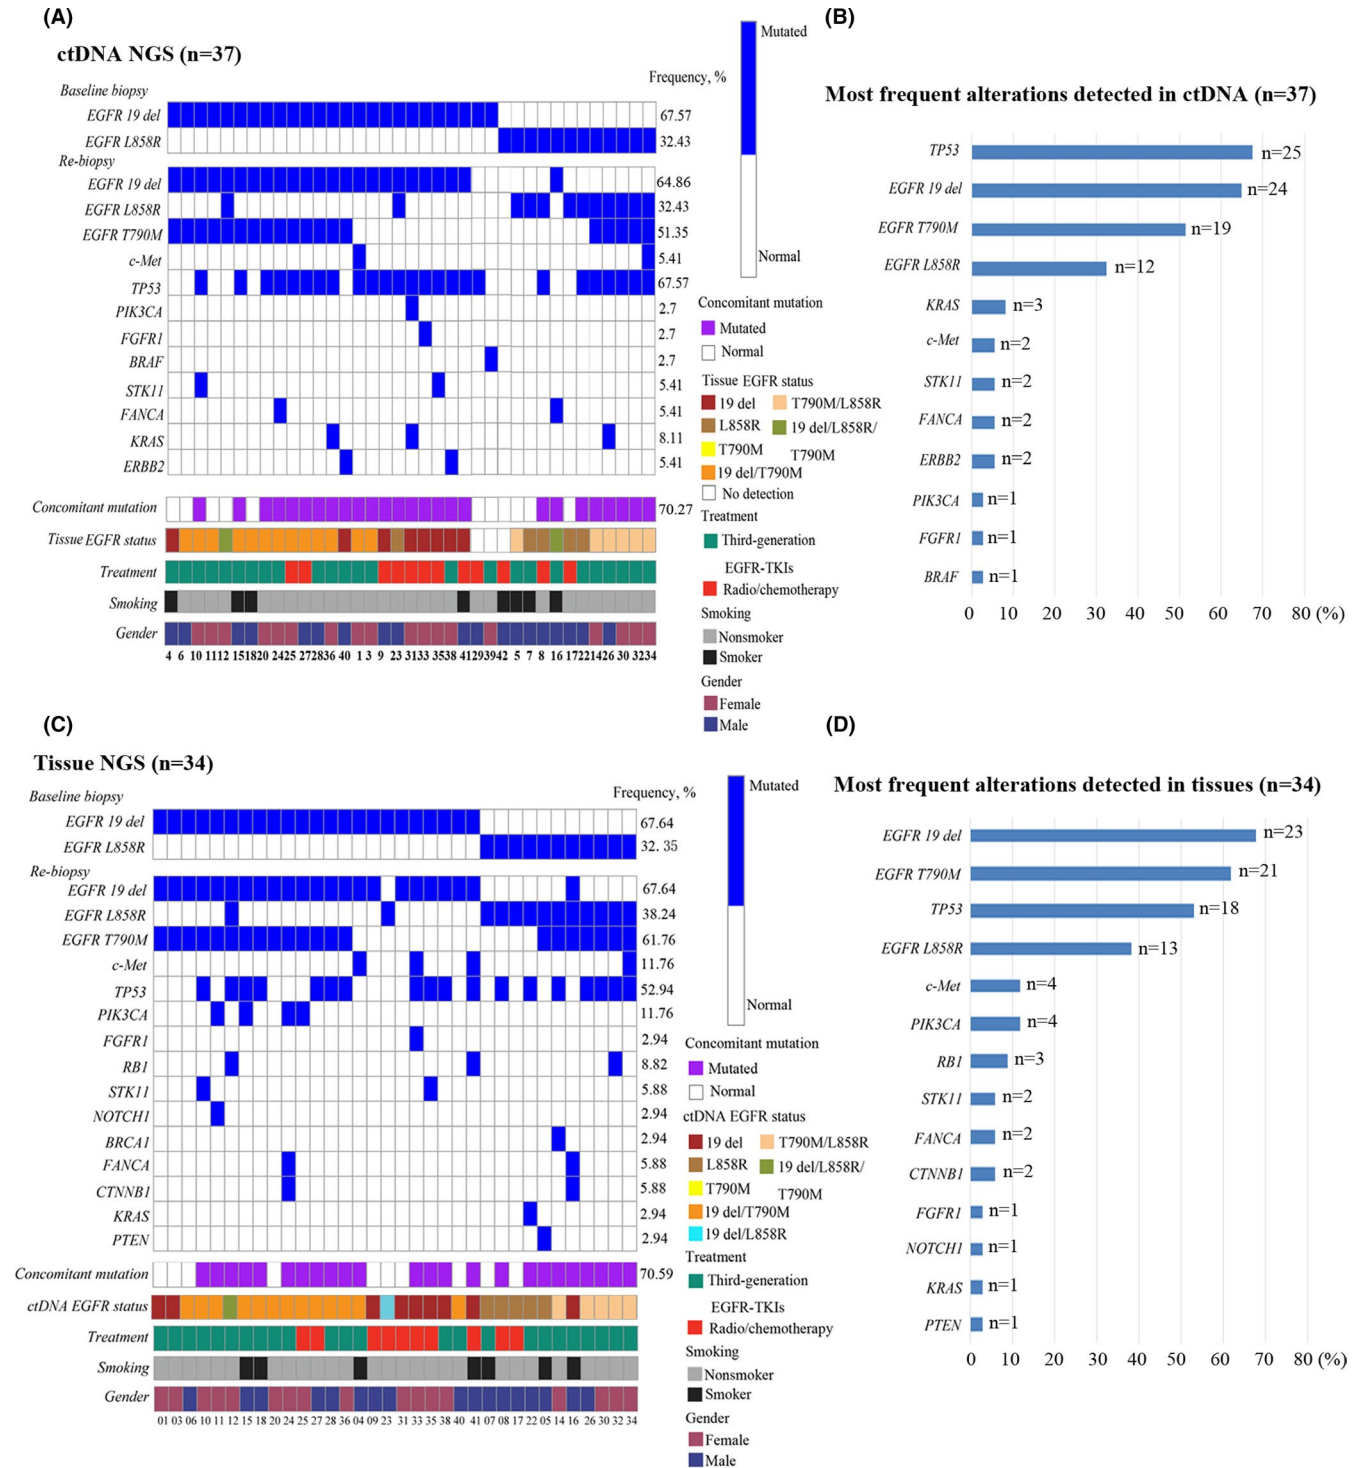 (A)
ctDNA NGS (n=37)
Baseline biopsy
Frequency, %
EGFR 19 del 67.57
EGFR L858R 32.43
Re-biopsy
EGFR 19 del 64.86
EGFR L858R 32.43
EGFR T790M 51.35
c-Met 5.41
TP53 67.57
PIK3CA 2.7
FGFR1 2.7
BRAF 2.7
STK11 5.41
FANCA 5.41
KRAS 8.11
ERBB2 5.41
Concomitant mutation 70.27
Tissue EGFR status
Treatment
Smoking
Gender
4 6 10 1112 151820 2425 272836 40 1 3 9 23 3133 3538 412939 42 5 7 8 16 1722 1426 30 3234
Mutated
Normal
Concomitant mutation
Mutated
Normal
Tissue EGFR status
19 del T790M/L858R
L858R 19 del/L858R/
T790M T790M
19 del/T790M
No detection
Treatment
Third-generation
EGFR-TKIs
Radio/chemotherapy
Smoking
Nonsmoker
Smoker
Gender
Female
Male
(B)
Most frequent alterations detected in ctDNA (n=37)
TP53 n=25
EGFR 19 del n=24
EGFR T790M n=19
EGFR L858R n=12
KRAS n=3
c-Met n=2
STK11 n=2
FANCA n=2
ERBB2 n=2
PIK3CA n=1
FGFR1 n=1
BRAF n=1
0 10 20 30 40 50 60 70 80 (%)
(C)
Tissue NGS (n=34)
Baseline biopsy
Frequency, %
EGFR 19 del 67.64
EGFR L858R 32. 35
Re-biopsy
EGFR 19 del 67.64
EGFR L858R 38.24
EGFR T790M 61.76
c-Met 11.76
TP53 52.94
PIK3CA 11.76
FGFR1 2.94
RB1 8.82
STK11 5.88
NOTCH1 2.94
BRCA1 2.94
FANCA 5.88
CTNNB1 5.88
KRAS 2.94
PTEN 2.94
Concomitant mutation 70.59
ctDNA EGFR status
Treatment
Smoking
Gender
01 03 06 10 11 12 15 18 20 24 25 27 28 36 04 09 23 31 33 35 38 40 41 07 08 17 22 05 14 16 26 30 32 34
Mutated
Normal
Concomitant mutation
Mutated
Normal
ctDNA EGFR status
19 del T790M/L858R
L858R 19 del/L858R/
T790M T790M
19 del/T790M
19 del/L858R
Treatment
Third-generation
EGFR-TKIs
Radio/chemotherapy
Smoking
Nonsmoker
Smoker
Gender
Female
Male
(D)
Most frequent alterations detected in tissues (n=34)
EGFR 19 del n=23
EGFR T790M n=21
TP53 n=18
EGFR L858R n=13
c-Met n=4
PIK3CA n=4
RB1 n=3
STK11 n=2
FANCA n=2
CTNNB1 n=2
FGFR1 n=1
NOTCH1 n=1
KRAS n=1
PTEN n=1
0 10 20 30 40 50 60 70 80 (%)